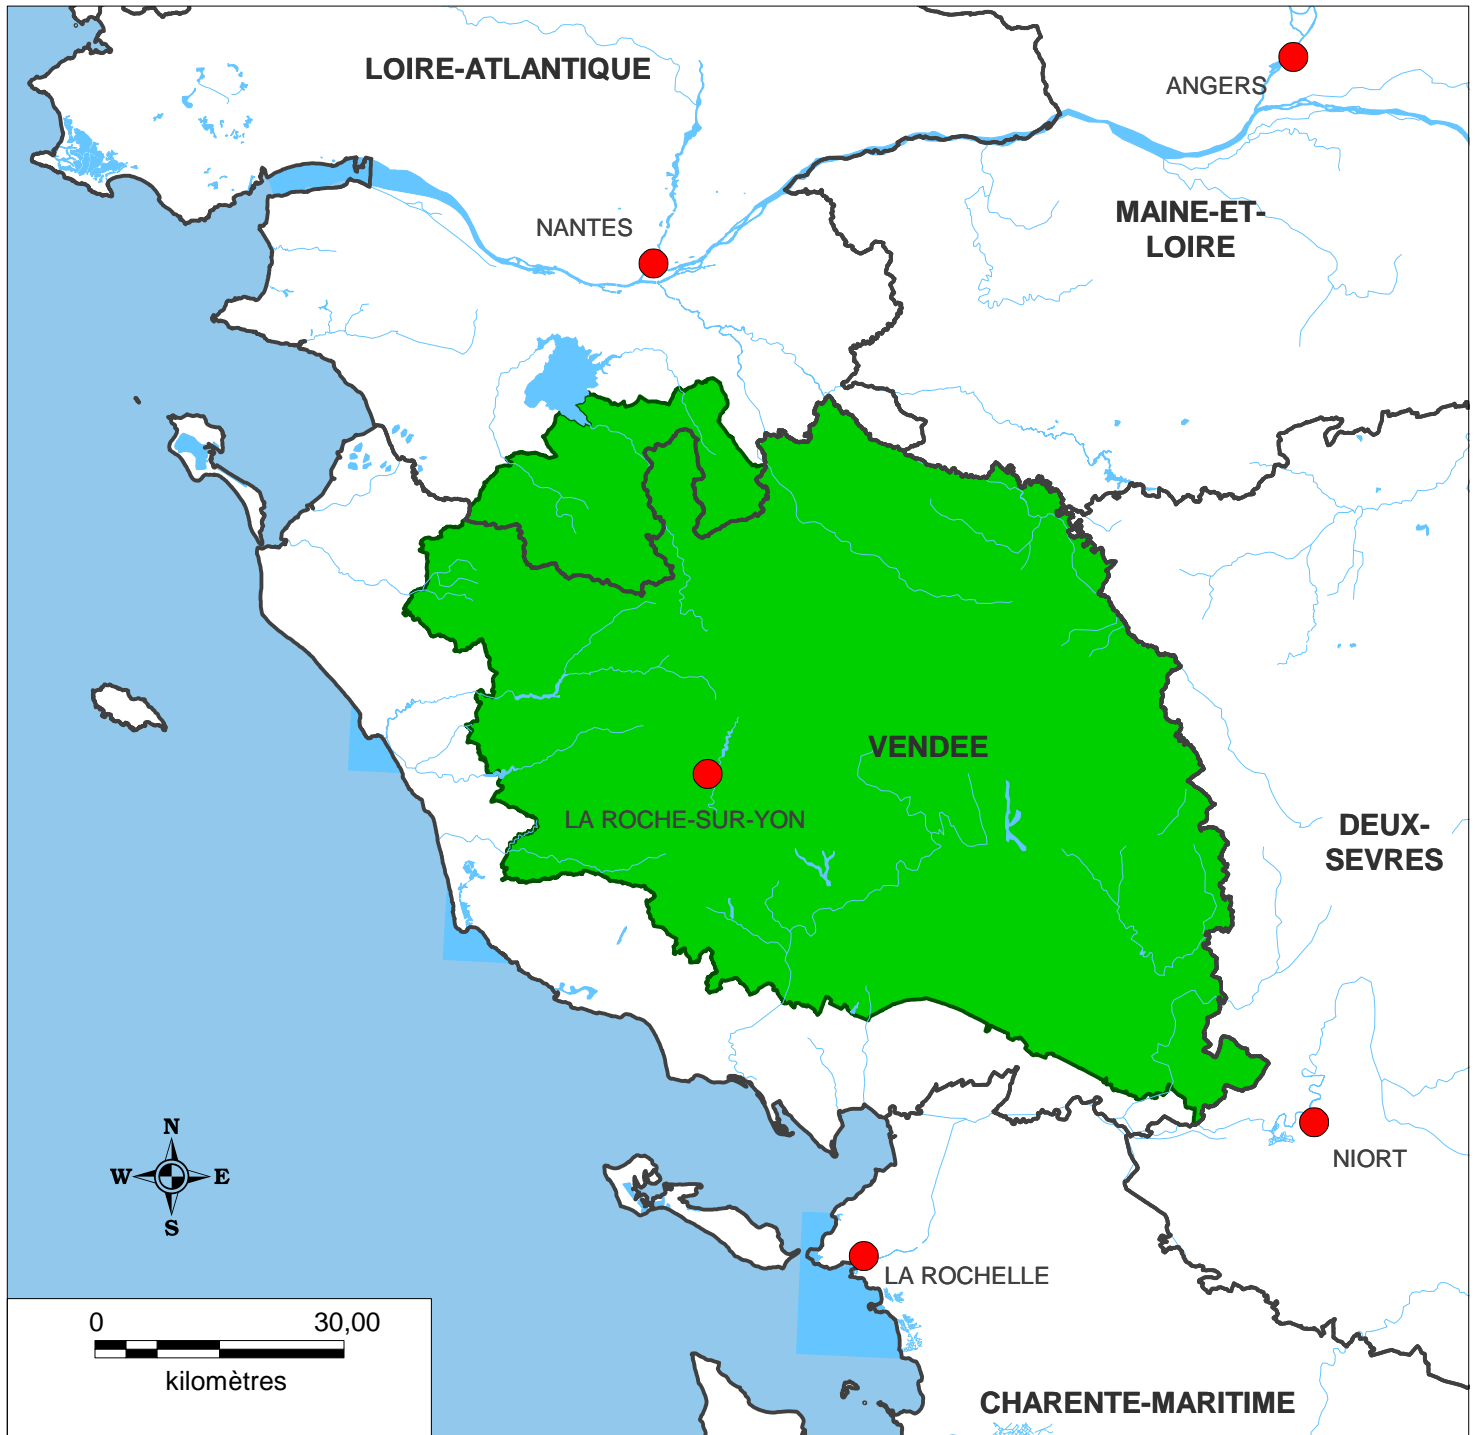 LOIRE-ATLANTIQUE
ANGERS
MAINE-ET-
LOIRE
NANTES
VENDEE
LA ROCHE-SUR-YON
DEUX-
SEVRES
N
W E
S
NIORT
LA ROCHELLE
0 30,00
kilomètres
CHARENTE-MARITIME